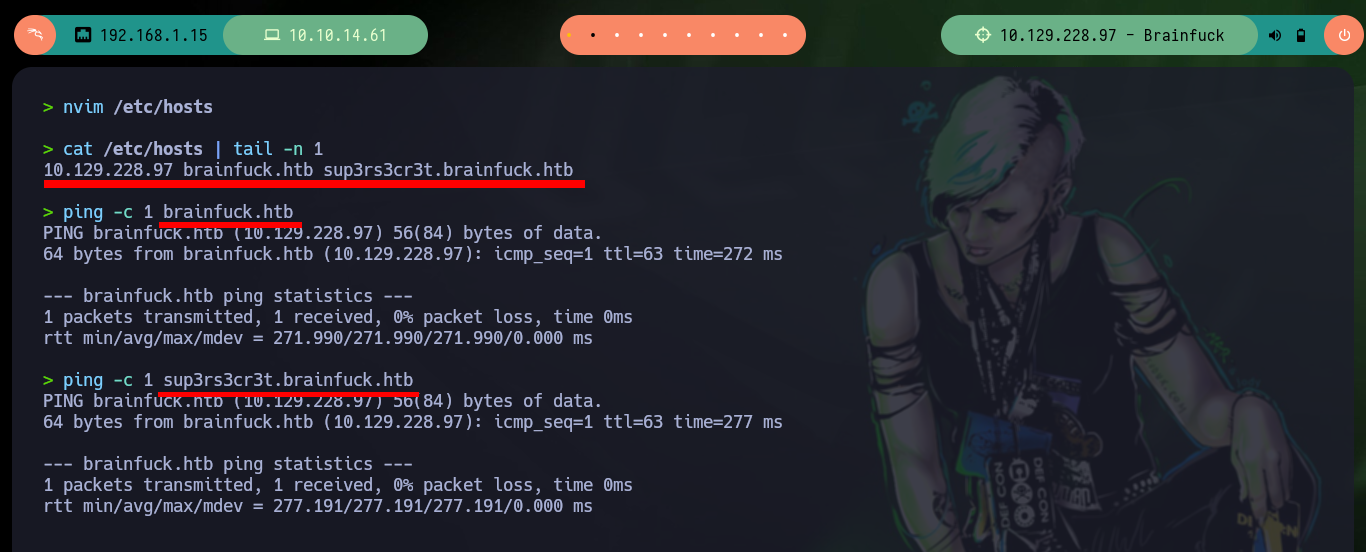 192.168.1.15
10.10.14.61
10.129.228.97 - Brainfuck
> nvim /etc/hosts
> cat /etc/hosts | tail -n 1
10.129.228.97 brainfuck.htb sup3rs3cr3t.brainfuck.htb
> ping -c 1 brainfuck.htb
PING brainfuck.htb (10.129.228.97) 56(84) bytes of data.
64 bytes from brainfuck.htb (10.129.228.97): icmp_seq=1 ttl=63 time=272 ms
--- brainfuck.htb ping statistics ---
1 packets transmitted, 1 received, 0% packet loss, time 0ms
rtt min/avg/max/mdev = 271.990/271.990/271.990/0.000 ms
> ping -c 1 sup3rs3cr3t.brainfuck.htb
PING brainfuck.htb (10.129.228.97) 56(84) bytes of data.
64 bytes from brainfuck.htb (10.129.228.97): icmp_seq=1 ttl=63 time=277 ms
--- brainfuck.htb ping statistics ---
1 packets transmitted, 1 received, 0% packet loss, time 0ms
rtt min/avg/max/mdev = 277.191/277.191/277.191/0.000 ms
DEF CON
DEF CON